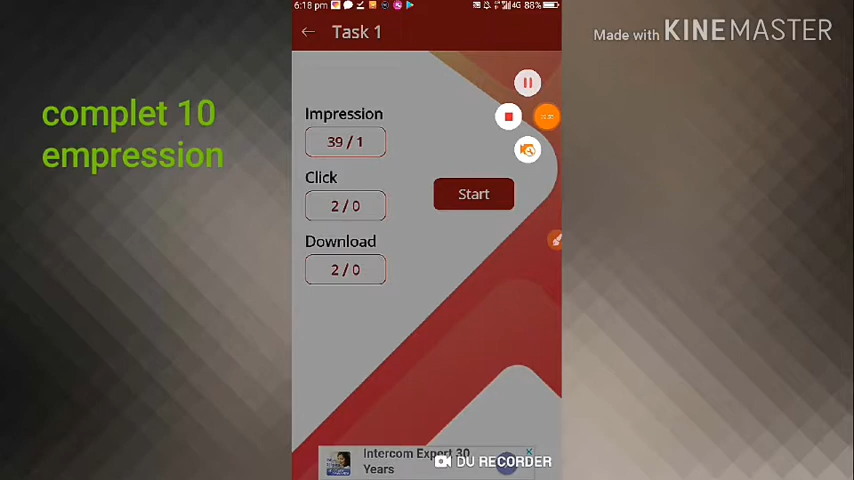 6:18 pm
4G 88%
Task 1
Made with KINEMASTER
complet 10
empression
Impression
39 / 1
Click
2 / 0
Start
Download
2 / 0
Intercom Expert 30
Years
DU RECORDER